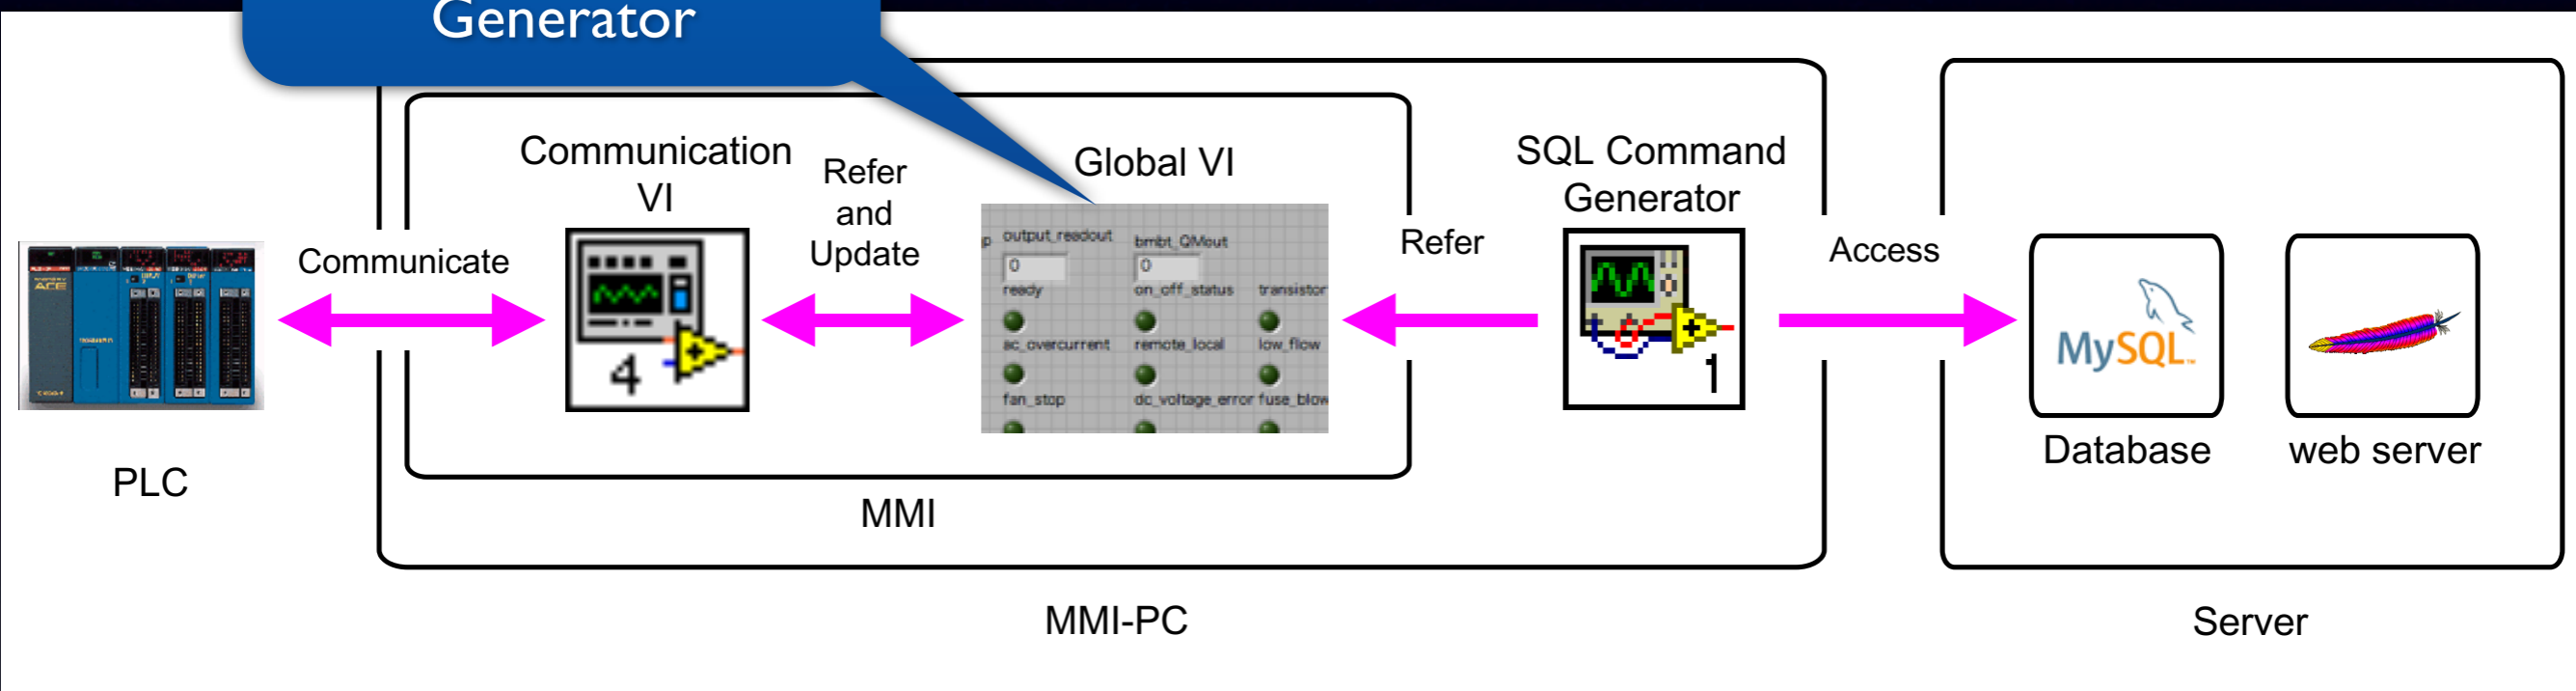 Generator
Communication
VI
Refer
and
Update
Global VI
SQL Command
Generator
Communicate
Refer
Access
ACE
output_readout
bmbt_QMout
0
0
ready
on_off_status
transistor
ac_overcurrent
remote_local
low_flow
fan_stop
dc_voltage_error
fuse_blow
4
1
MySQL
Database
web server
PLC
MMI
MMI-PC
Server